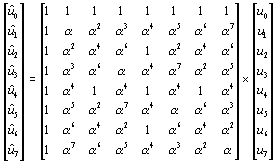 û₀ 1 1 1 1 1 1 1 1 u₀
û₁ 1 α α² α³ α⁴ α⁵ α⁶ α⁷ u₁
û₂ 1 α² α⁴ α⁶ 1 α² α⁴ α⁶ u₂
û₃ = 1 α³ α⁶ α α⁴ α⁷ α² α⁵ × u₃
û₄ 1 α⁴ 1 α⁴ 1 α⁴ 1 α⁴ u₄
û₅ 1 α⁵ α² α⁷ α⁴ α α⁶ α³ u₅
û₆ 1 α⁶ α⁴ α² 1 α⁶ α⁴ α² u₆
û₇ 1 α⁷ α⁶ α⁵ α⁴ α³ α² α u₇